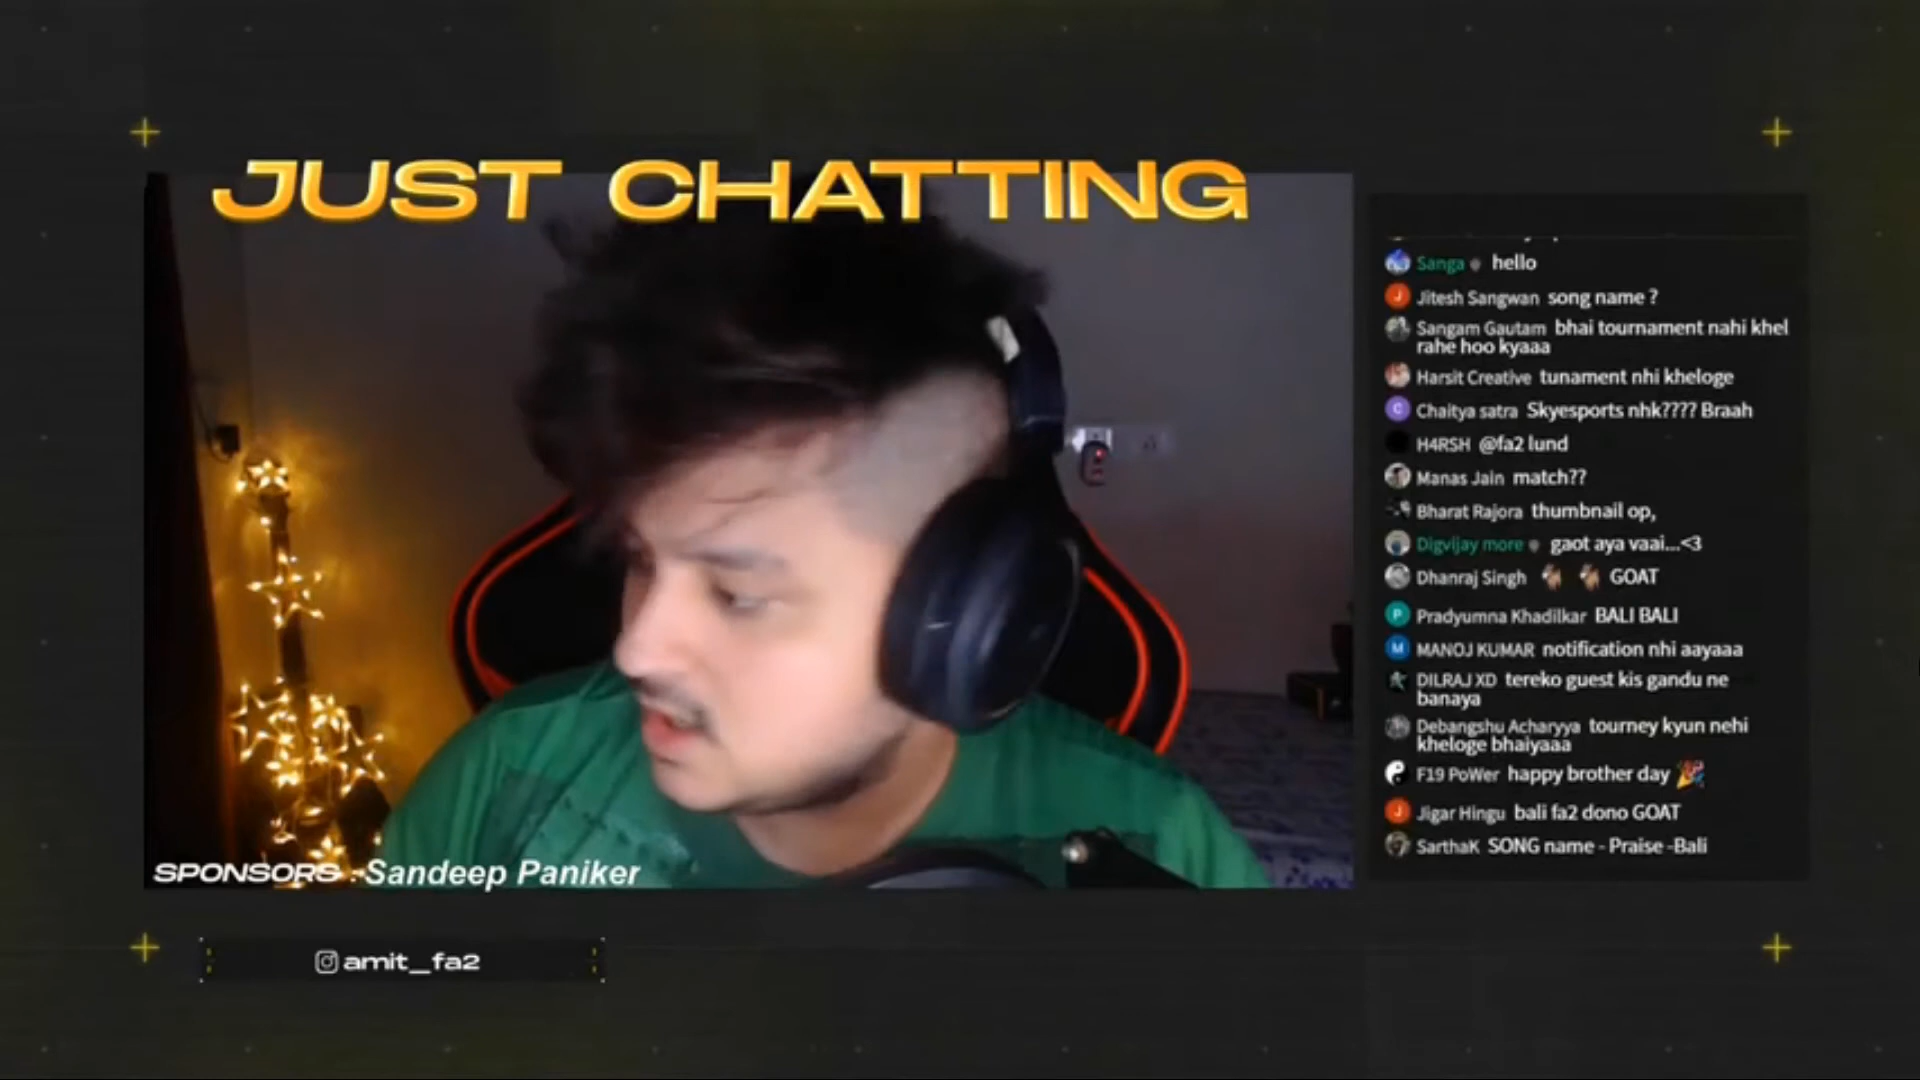 JUST CHATTING
Sanga hello
Jitesh Sangwan song name ?
Sangam Gautam bhai tournament nahi khel
rahe hoo kyaaa
Harsit Creative tunament nhi kheloge
Chaitya satra Skyesports nhk???? Braah
H4RSH @fa2 lund
Manas Jain match??
Bharat Rajora thumbnail op,
Digvijay more gaot aya vaai...<3
Dhanraj Singh 🐐 🐐 GOAT
Pradyumna Khadilkar BALI BALI
MANOJ KUMAR notification nhi aayaaa
DILRAJ XD tereko guest kis gandu ne
banaya
Debangshu Acharyya tourney kyun nehi
kheloge bhaiyaaa
F19 PoWer happy brother day 🎉
Jigar Hingu bali fa2 dono GOAT
SarthaK SONG name - Praise -Bali
SPONSORS :-Sandeep Paniker
amit_fa2